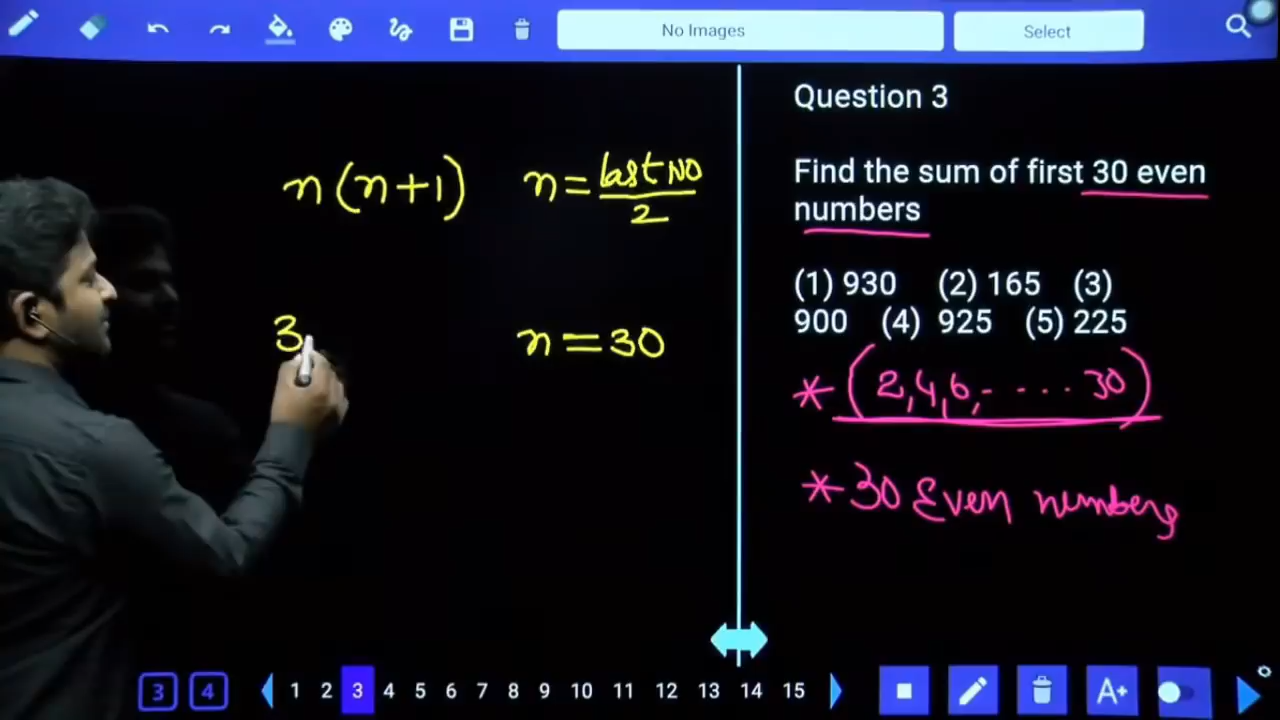 No Images
Select
n(n+1) n = last NO / 2
3
n = 30
Question 3
Find the sum of first 30 even
numbers
(1) 930 (2) 165 (3)
900 (4) 925 (5) 225
* (2,4,6,- ... 30)
* 30 Even numbers
3 4 1 2 3 4 5 6 7 8 9 10 11 12 13 14 15
A+